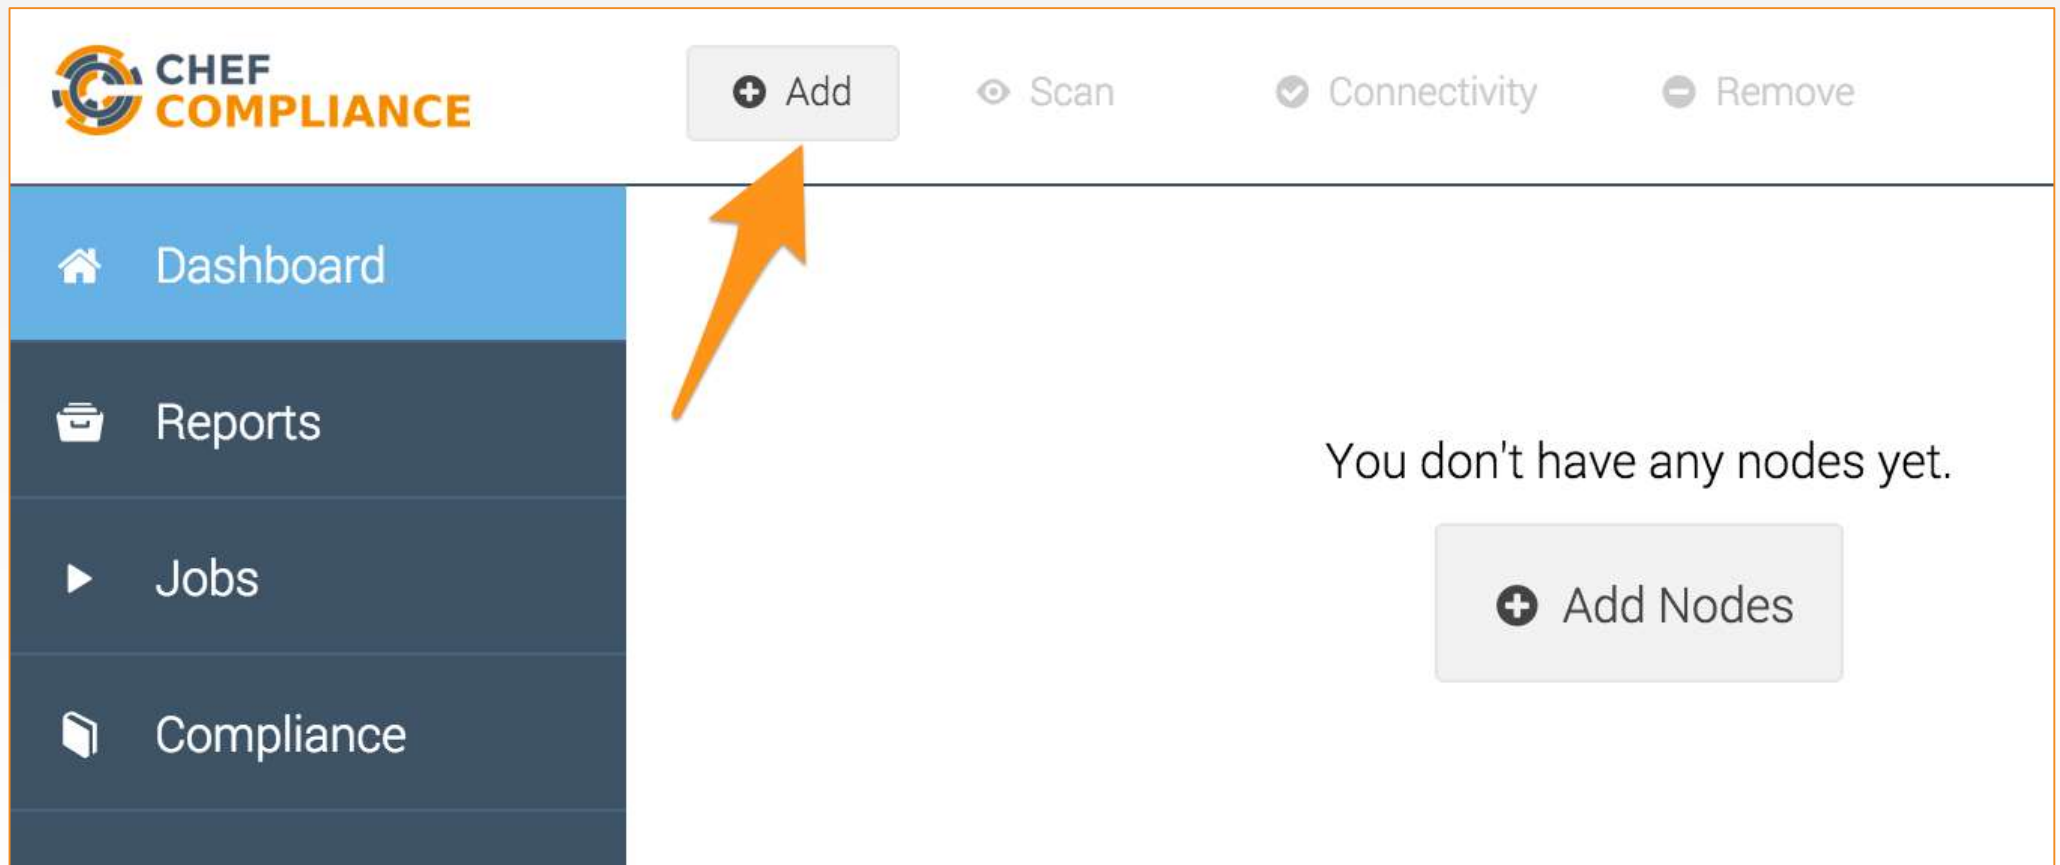 CHEF
COMPLIANCE
Add
Scan
Connectivity
Remove
Dashboard
Reports
Jobs
Compliance
You don't have any nodes yet.
Add Nodes